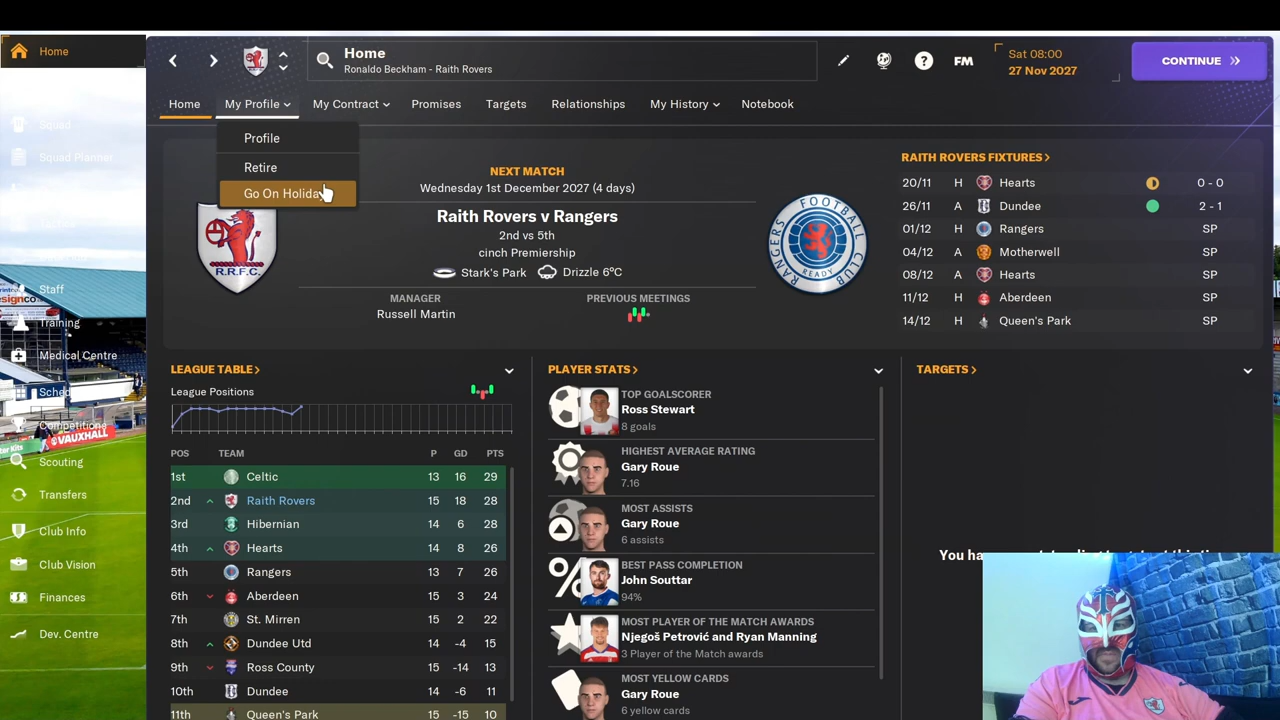 Home
Home
Ronaldo Beckham - Raith Rovers
FM
Sat 08:00
27 Nov 2027
CONTINUE
Home
My Profile
My Contract
Promises
Targets
Relationships
My History
Notebook
Profile
Retire
Go On Holiday
Squad
Squad Planner
Staff
Training
Medical Centre
Competitions
VAUXHALL
Scouting
Transfers
Club Info
Club Vision
Finances
Dev. Centre
R.R.F.C.
NEXT MATCH
Wednesday 1st December 2027 (4 days)
Raith Rovers v Rangers
2nd vs 5th
cinch Premiership
Stark's Park Drizzle 6°C
MANAGER
Russell Martin
PREVIOUS MEETINGS
RANGERS FOOTBALL CLUB
READY
RAITH ROVERS FIXTURES >
20/11 H Hearts 0 - 0
26/11 A Dundee 2 - 1
01/12 H Rangers SP
04/12 A Motherwell SP
08/12 A Hearts SP
11/12 H Aberdeen SP
14/12 H Queen's Park SP
LEAGUE TABLE >
League Positions
POS TEAM P GD PTS
1st Celtic 13 16 29
2nd Raith Rovers 15 18 28
3rd Hibernian 14 6 28
4th Hearts 14 8 26
5th Rangers 13 7 26
6th Aberdeen 15 3 24
7th St. Mirren 15 2 22
8th Dundee Utd 14 -4 15
9th Ross County 15 -14 13
10th Dundee 14 -6 11
11th Queen's Park 15 -15 10
PLAYER STATS >
TOP GOALSCORER
Ross Stewart
8 goals
HIGHEST AVERAGE RATING
Gary Roue
7.16
MOST ASSISTS
Gary Roue
6 assists
BEST PASS COMPLETION
John Souttar
94%
MOST PLAYER OF THE MATCH AWARDS
Njegoš Petrović and Ryan Manning
3 Player of the Match awards
MOST YELLOW CARDS
Gary Roue
6 yellow cards
TARGETS >
You